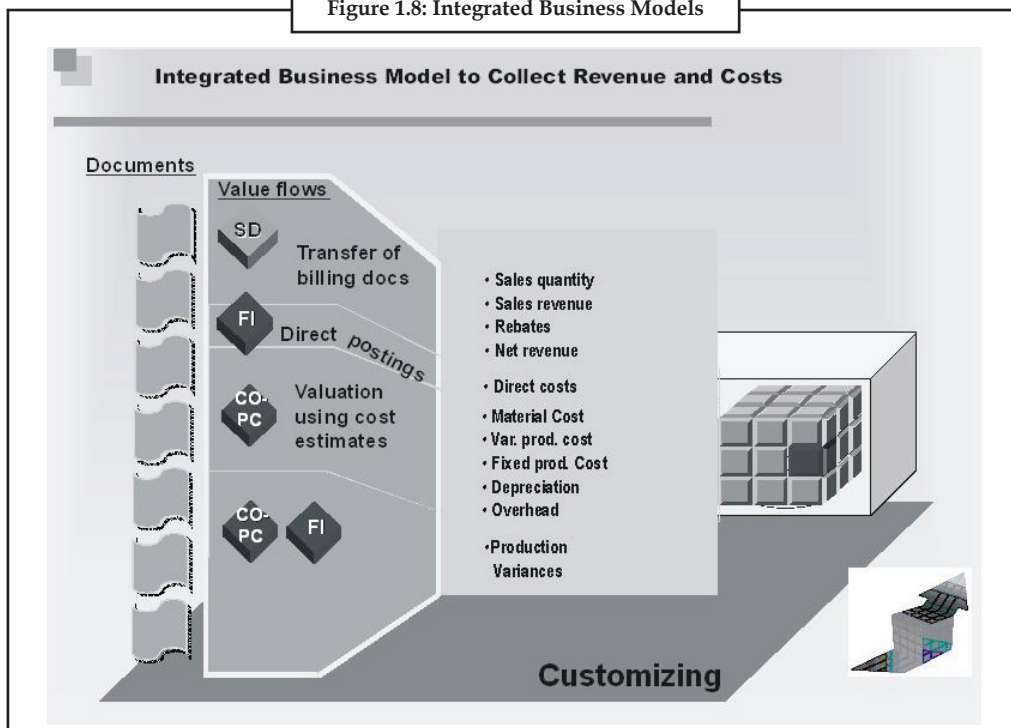 Figure 1.8: Integrated Business Models
Integrated Business Model to Collect Revenue and Costs
Documents
Value flows
SD
Transfer of
billing docs
FI
Direct postings
CO-
PC
Valuation
using cost
estimates
CO-
PC
FI
• Sales quantity
• Sales revenue
• Rebates
• Net revenue
• Direct costs
• Material Cost
• Var. prod. cost
• Fixed prod. Cost
• Depreciation
• Overhead
•Production
Variances
Customizing